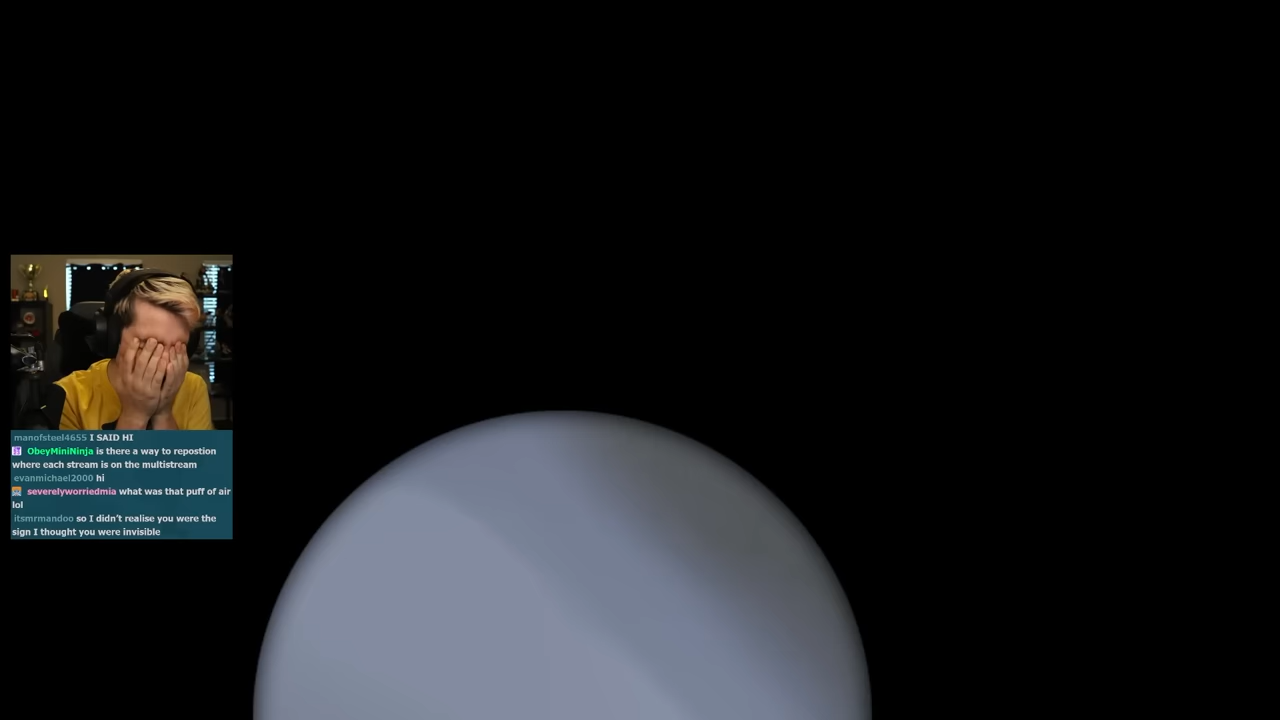 manofsteel4655 I SAID HI
ObeyMiniNinja is there a way to repostion
where each stream is on the multistream
evanmichael2000 hi
severelyworriedmia what was that puff of air
lol
itsmrmandoo so I didn't realise you were the
sign I thought you were invisible